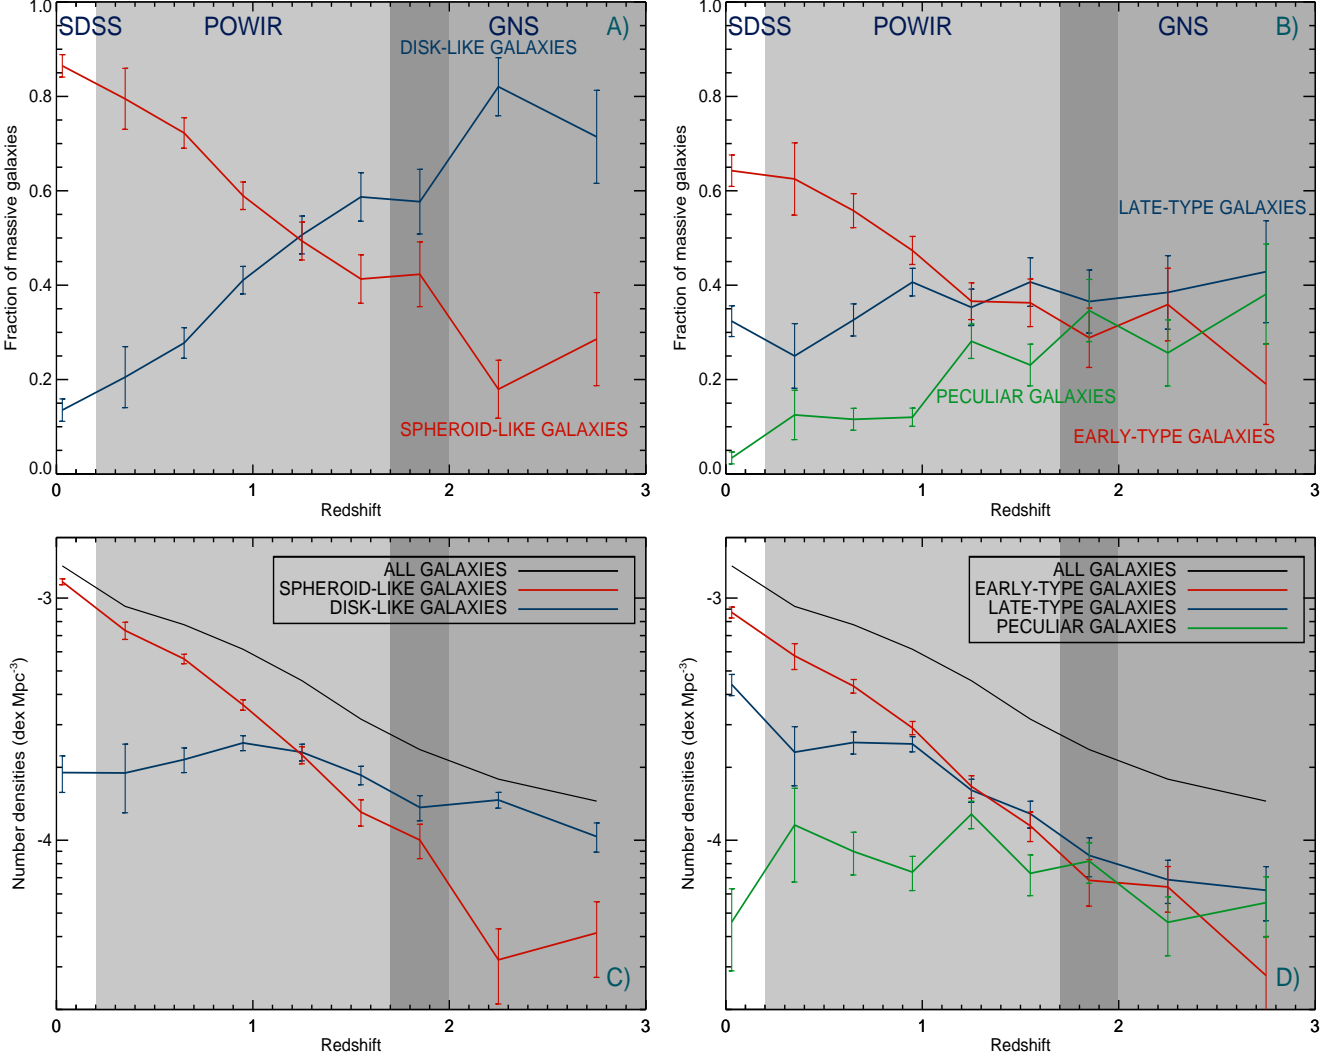 1.0
SDSS
POWIR
GNS
A)
DISK-LIKE GALAXIES
0.8
0.6
0.4
0.2
0.0
Fraction of massive galaxies
SPHEROID-LIKE GALAXIES
0 1 2 3
Redshift
1.0
SDSS
POWIR
GNS
B)
0.8
0.6
0.4
0.2
0.0
Fraction of massive galaxies
LATE-TYPE GALAXIES
PECULIAR GALAXIES
EARLY-TYPE GALAXIES
0 1 2 3
Redshift
ALL GALAXIES
SPHEROID-LIKE GALAXIES
DISK-LIKE GALAXIES
-3
-4
Number densities (dex Mpc⁻³)
C)
0 1 2 3
Redshift
ALL GALAXIES
EARLY-TYPE GALAXIES
LATE-TYPE GALAXIES
PECULIAR GALAXIES
-3
-4
Number densities (dex Mpc⁻³)
D)
0 1 2 3
Redshift